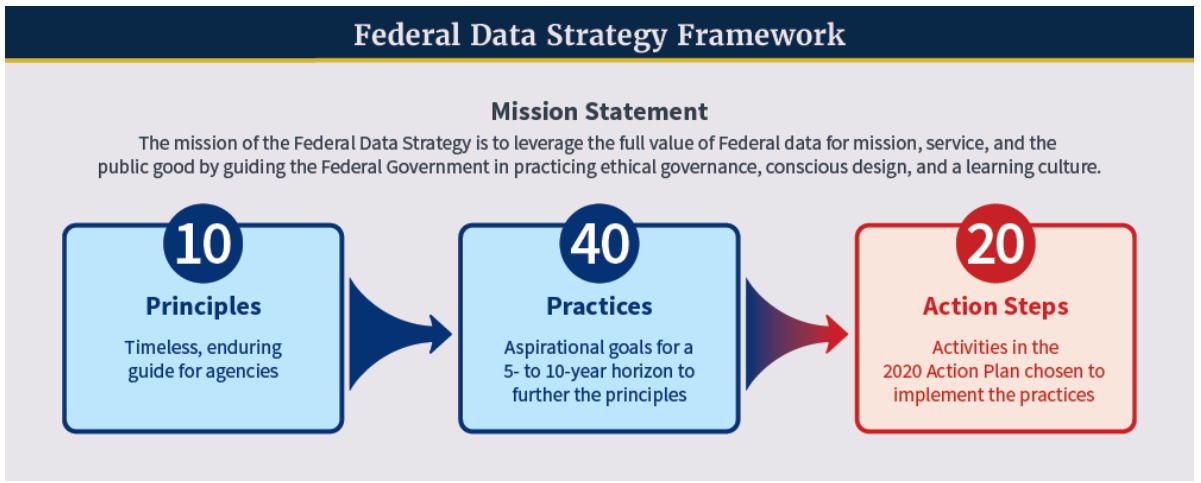 Federal Data Strategy Framework
Mission Statement
The mission of the Federal Data Strategy is to leverage the full value of Federal data for mission, service, and the
public good by guiding the Federal Government in practicing ethical governance, conscious design, and a learning culture.
10
Principles
Timeless, enduring
guide for agencies
40
Practices
Aspirational goals for a
5- to 10-year horizon to
further the principles
20
Action Steps
Activities in the
2020 Action Plan chosen to
implement the practices